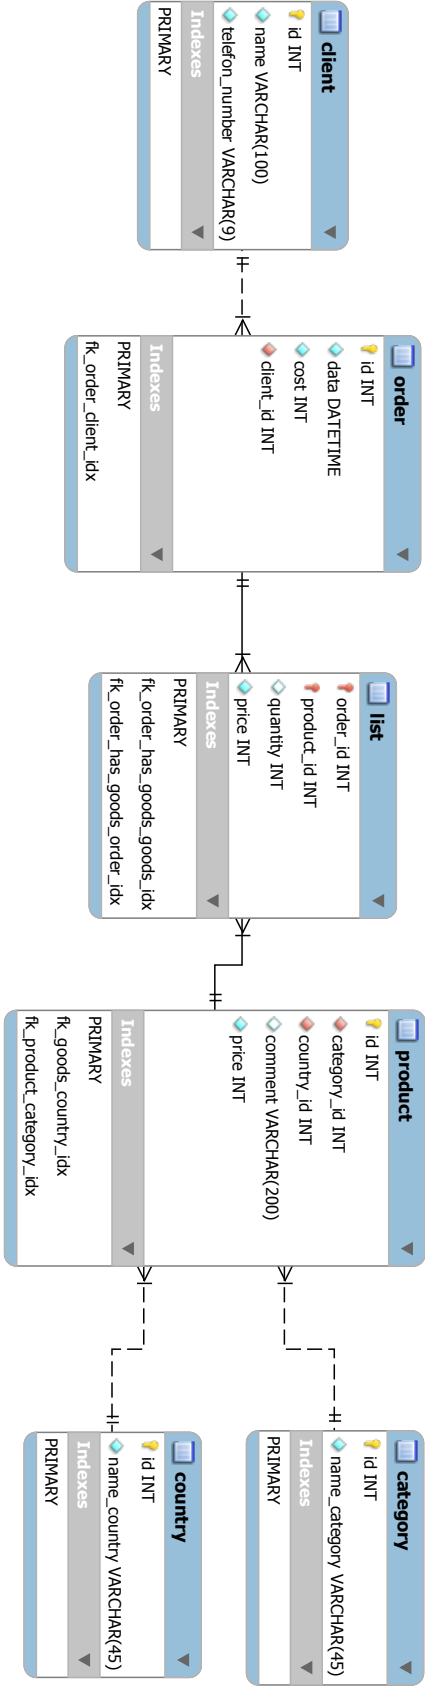 client
id INT
name VARCHAR(100)
telefon_number VARCHAR(9)
Indexes
PRIMARY
order
id INT
data DATETIME
cost INT
client_id INT
Indexes
PRIMARY
fk_order_client_idx
list
order_id INT
product_id INT
quantity INT
price INT
Indexes
PRIMARY
fk_order_has_goods_goods_idx
fk_order_has_goods_order_idx
product
id INT
category_id INT
country_id INT
comment VARCHAR(200)
price INT
Indexes
PRIMARY
fk_goods_country_idx
fk_product_category_idx
category
id INT
name_category VARCHAR(45)
Indexes
PRIMARY
country
id INT
name_country VARCHAR(45)
Indexes
PRIMARY